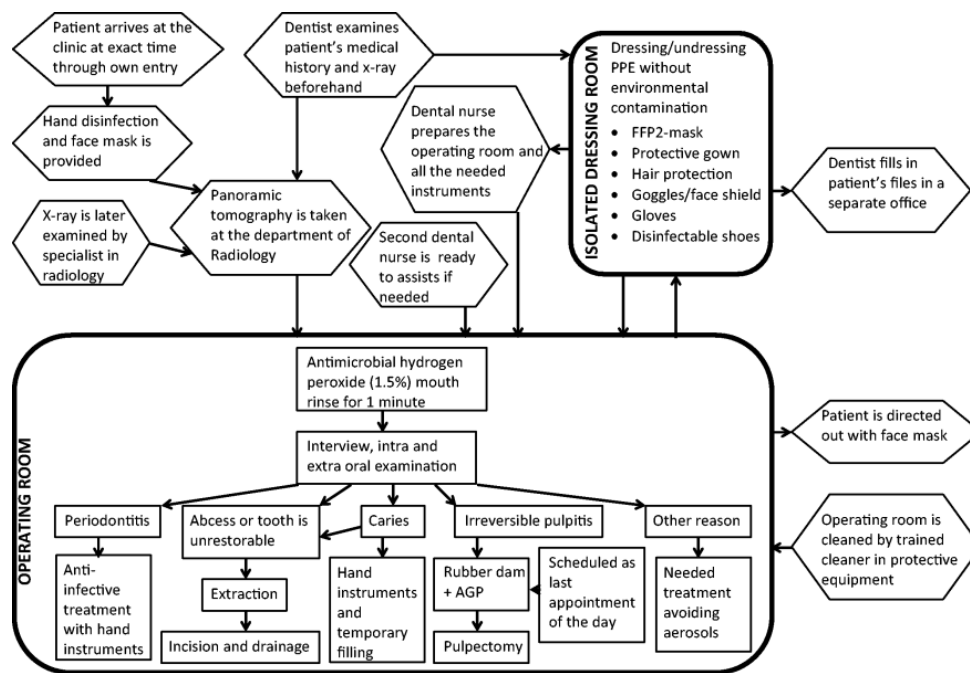 Patient arrives at the
clinic at exact time
through own entry
Dentist examines
patient's medical
history and x-ray
beforehand
ISOLATED DRESSING ROOM
Dressing/undressing
PPE without
environmental
contamination
• FFP2-mask
• Protective gown
• Hair protection
• Goggles/face shield
• Gloves
• Disinfectable shoes
Hand disinfection
and face mask is
provided
Dental nurse
prepares the
operating room and
all the needed
instruments
Dentist fills in
patient's files in a
separate office
Panoramic
tomography is taken
at the department of
Radiology
X-ray is later
examined by
specialist in
radiology
Second dental
nurse is ready
to assists if
needed
OPERATING ROOM
Antimicrobial hydrogen
peroxide (1.5%) mouth
rinse for 1 minute
Interview, intra and
extra oral examination
Patient is directed
out with face mask
Periodontitis
Abcess or tooth is
unrestorable
Caries
Irreversible pulpitis
Other reason
Operating room is
cleaned by trained
cleaner in protective
equipment
Anti-
infective
treatment
with hand
instruments
Extraction
Incision and drainage
Hand
instruments
and
temporary
filling
Rubber dam
+ AGP
Pulpectomy
Scheduled as
last
appointment
of the day
Needed
treatment
avoiding
aerosols